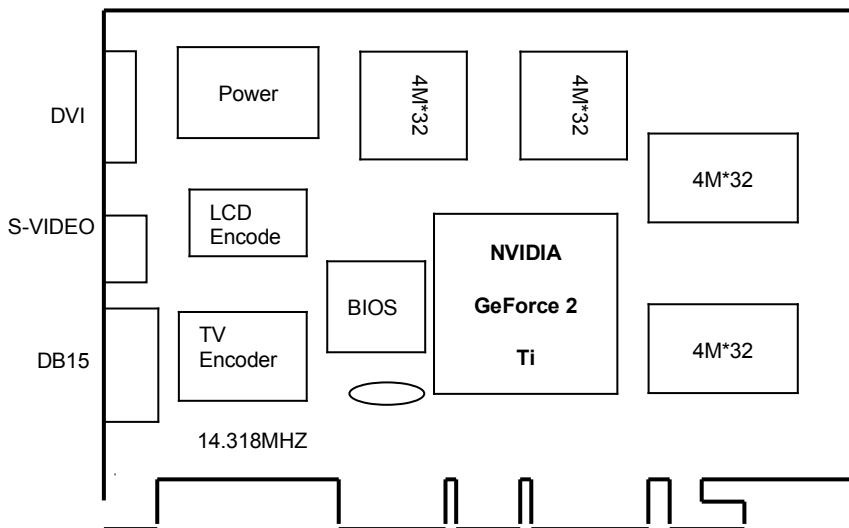 DVI
Power
4M*32
4M*32
4M*32
S-VIDEO
LCD
Encode
NVIDIA
GeForce 2
Ti
BIOS
DB15
TV
Encoder
4M*32
14.318MHZ